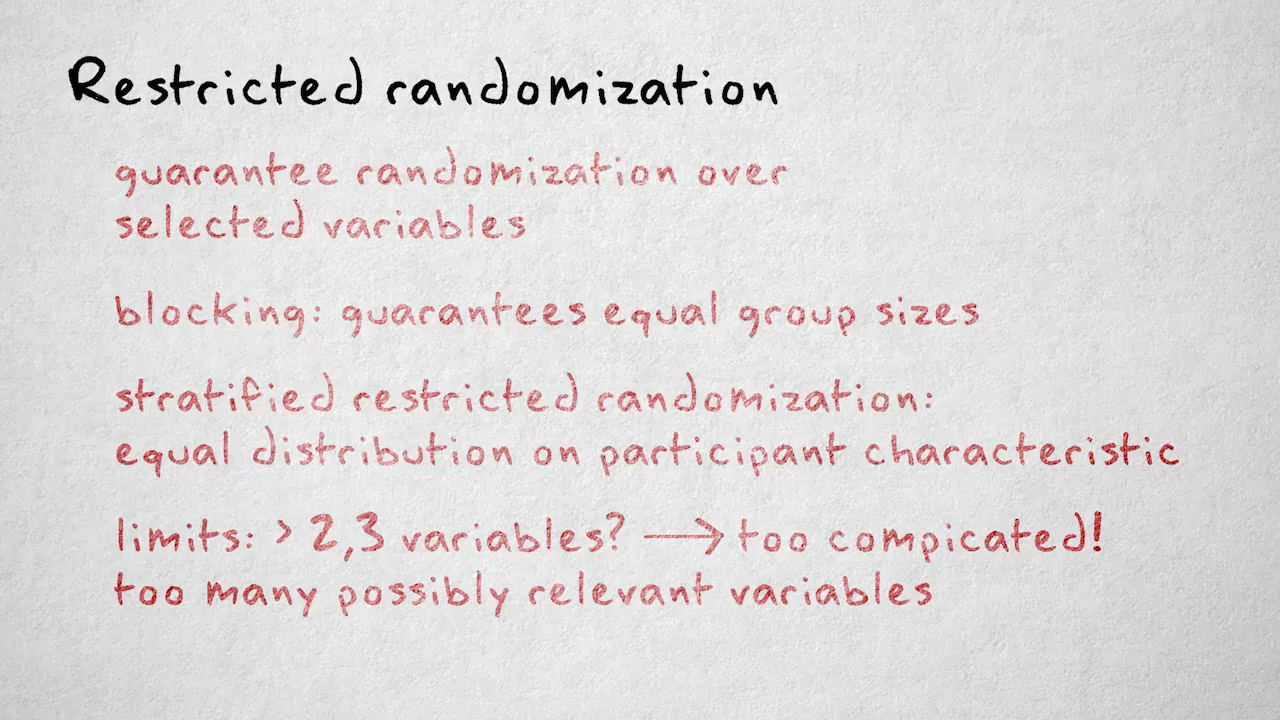 Restricted randomization
guarantee randomization over
selected variables
blocking: guarantees equal group sizes
stratified restricted randomization:
equal distribution on participant characteristic
limits: > 2,3 variables? → too compicated!
too many possibly relevant variables